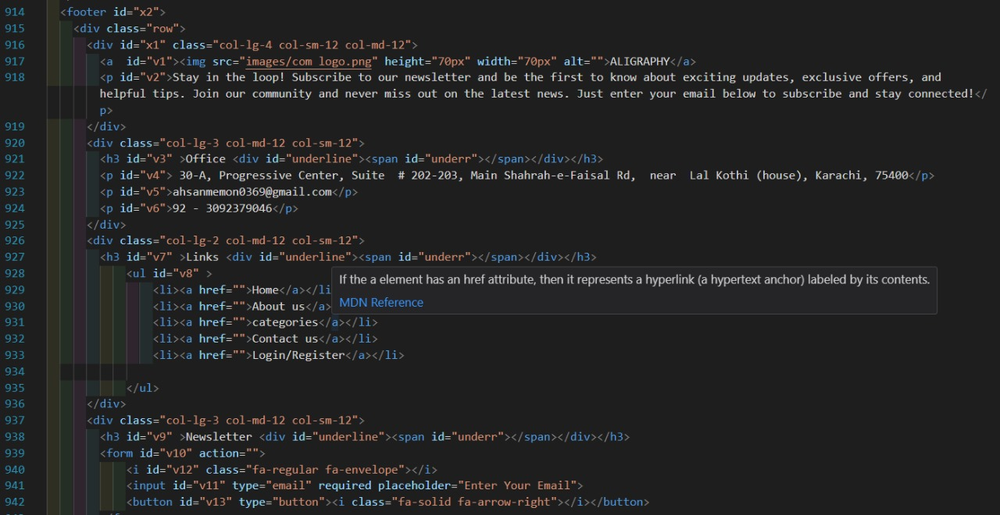 914 <footer id="x2">
915 <div class="row">
916 <div id="x1" class="col-lg-4 col-sm-12 col-md-12">
917 <a  id="v1"><img src="images/com logo.png" height="70px" width="70px" alt="">ALIGRAPHY</a>
918 <p id="v2">Stay in the loop! Subscribe to our newsletter and be the first to know about exciting updates, exclusive offers, and
helpful tips. Join our community and never miss out on the latest news. Just enter your email below to subscribe and stay connected!</
p>
919 </div>
920 <div class="col-lg-3 col-md-12 col-sm-12">
921 <h3 id="v3" >Office <div id="underline"><span id="underr"></span></div></h3>
922 <p id="v4"> 30-A, Progressive Center, Suite  # 202-203, Main Shahrah-e-Faisal Rd,  near  Lal Kothi (house), Karachi, 75400</p>
923 <p id="v5">ahsanmemon0369@gmail.com</p>
924 <p id="v6">92 - 3092379046</p>
925 </div>
926 <div class="col-lg-2 col-md-12 col-sm-12">
927 <h3 id="v7" >Links <div id="underline"><span id="underr"></span></div></h3>
928 <ul id="v8" >
If the a element has an href attribute, then it represents a hyperlink (a hypertext anchor) labeled by its contents.
929 <li><a href="">Home</a></li
MDN Reference
930 <li><a href="">About us</a>
931 <li><a href="">categories</a></li>
932 <li><a href="">Contact us</a></li>
933 <li><a href="">Login/Register</a></li>
934
935 </ul>
936 </div>
937 <div class="col-lg-3 col-md-12 col-sm-12">
938 <h3 id="v9" >Newsletter <div id="underline"><span id="underr"></span></div></h3>
939 <form id="v10" action="">
940 <i id="v12" class="fa-regular fa-envelope"></i>
941 <input id="v11" type="email" required placeholder="Enter Your Email">
942 <button id="v13" type="button"><i class="fa-solid fa-arrow-right"></i></button>